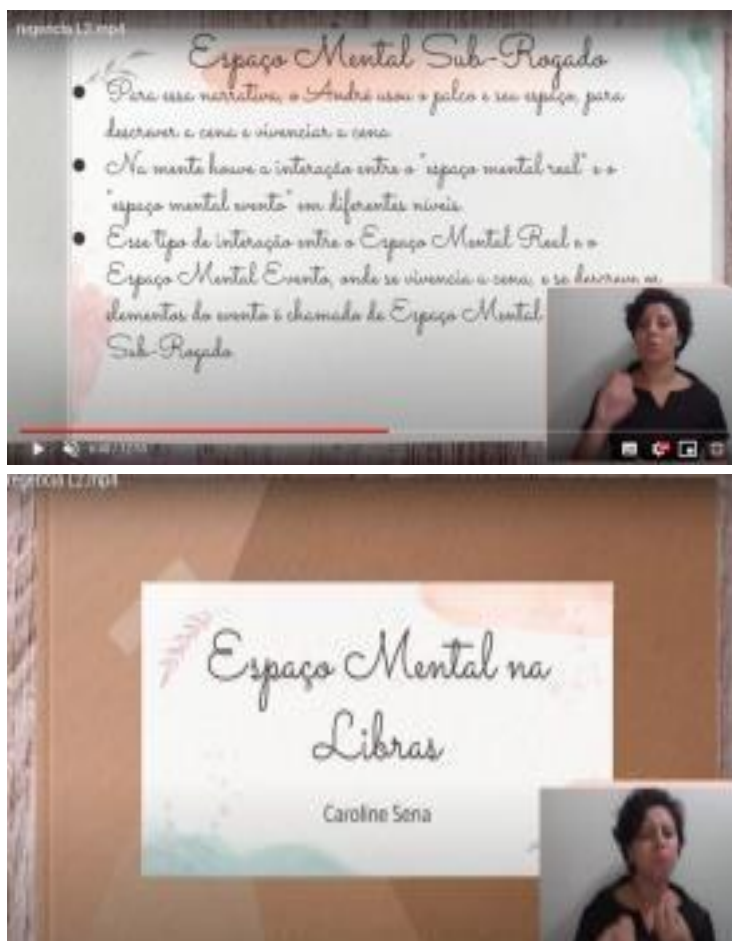 regencia L2.mp4
Espaço Mental Sub-Rogado
Para essa narrativa, o André usou o palco e seu espaço, para
descrever a cena e vivenciar a cena.
Na mente houve a interação entre o "espaço mental real" e o
"espaço mental evento" em diferentes níveis.
Esse tipo de interação entre o Espaço Mental Real e o
Espaço Mental Evento, onde se vivencia a cena, e se descreve os
elementos do evento é chamado de Espaço Mental
Sub-Rogado.
regencia L2.mp4
Espaço Mental na
Libras
Caroline Sena